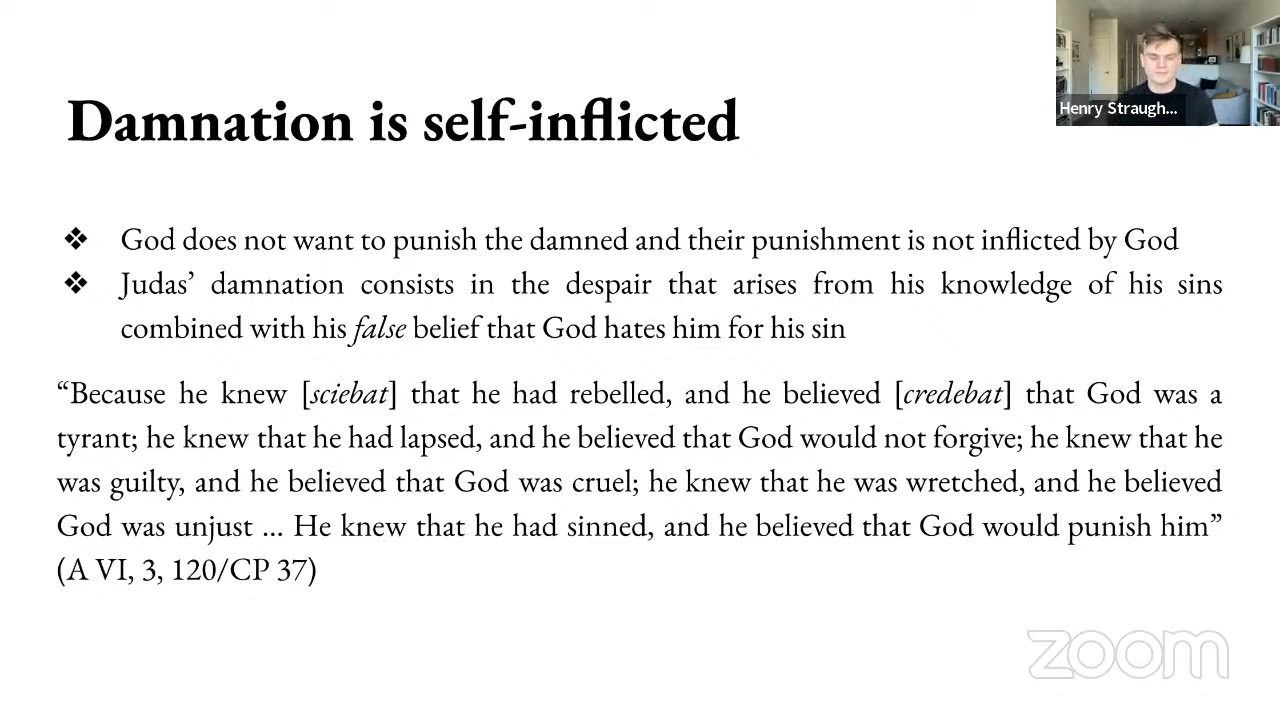 Henry Straugh...
Damnation is self-inflicted
❖ God does not want to punish the damned and their punishment is not inflicted by God
❖ Judas’ damnation consists in the despair that arises from his knowledge of his sins
combined with his false belief that God hates him for his sin
“Because he knew [sciebat] that he had rebelled, and he believed [credebat] that God was a
tyrant; he knew that he had lapsed, and he believed that God would not forgive; he knew that he
was guilty, and he believed that God was cruel; he knew that he was wretched, and he believed
God was unjust ... He knew that he had sinned, and he believed that God would punish him”
(A VI, 3, 120/CP 37)
zoom